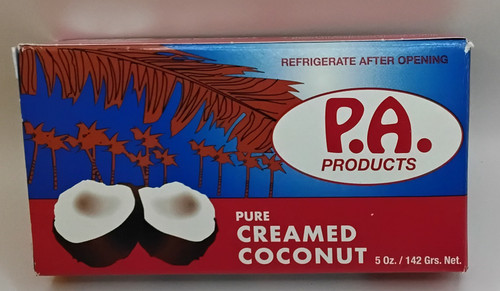 REFRIGERATE AFTER OPENING
P.A.
PRODUCTS
PURE
CREAMED
COCONUT 5 Oz. / 142 Grs. Net.